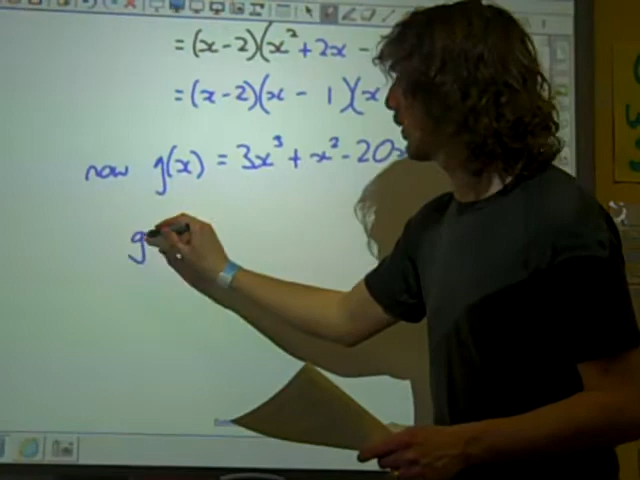 = (x-2)(x² + 2x -
= (x-2)(x - 1)(x
now g(x) = 3x³ + x² - 20x
g